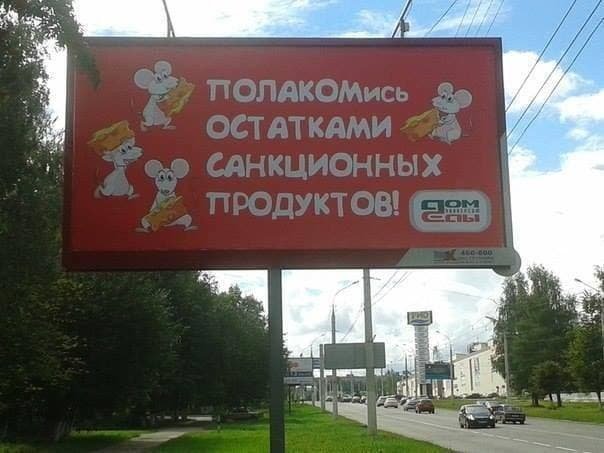 ПОЛАКОМись
ОСТАТКАМИ
САНКЦИОННЫХ
ПРОДУКТОВ!
ДОМ
ЕДЫ